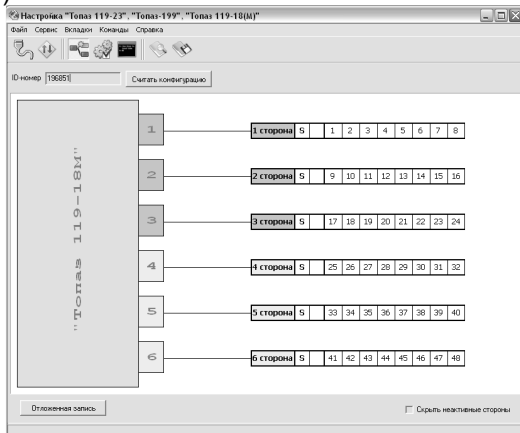 )
Настройка "Топаз 119-23", "Топаз-199", "Топаз 119-18(М)"
Файл Сервис Вкладки Команды Справка
ID-номер 196851 Считать конфигурацию
"Топаз 119-18М"
1 1 сторона S 1 2 3 4 5 6 7 8
2 2 сторона S 9 10 11 12 13 14 15 16
3 3 сторона S 17 18 19 20 21 22 23 24
4 4 сторона S 25 26 27 28 29 30 31 32
5 5 сторона S 33 34 35 36 37 38 39 40
6 6 сторона S 41 42 43 44 45 46 47 48
Отложенная запись Скрыть неактивные стороны